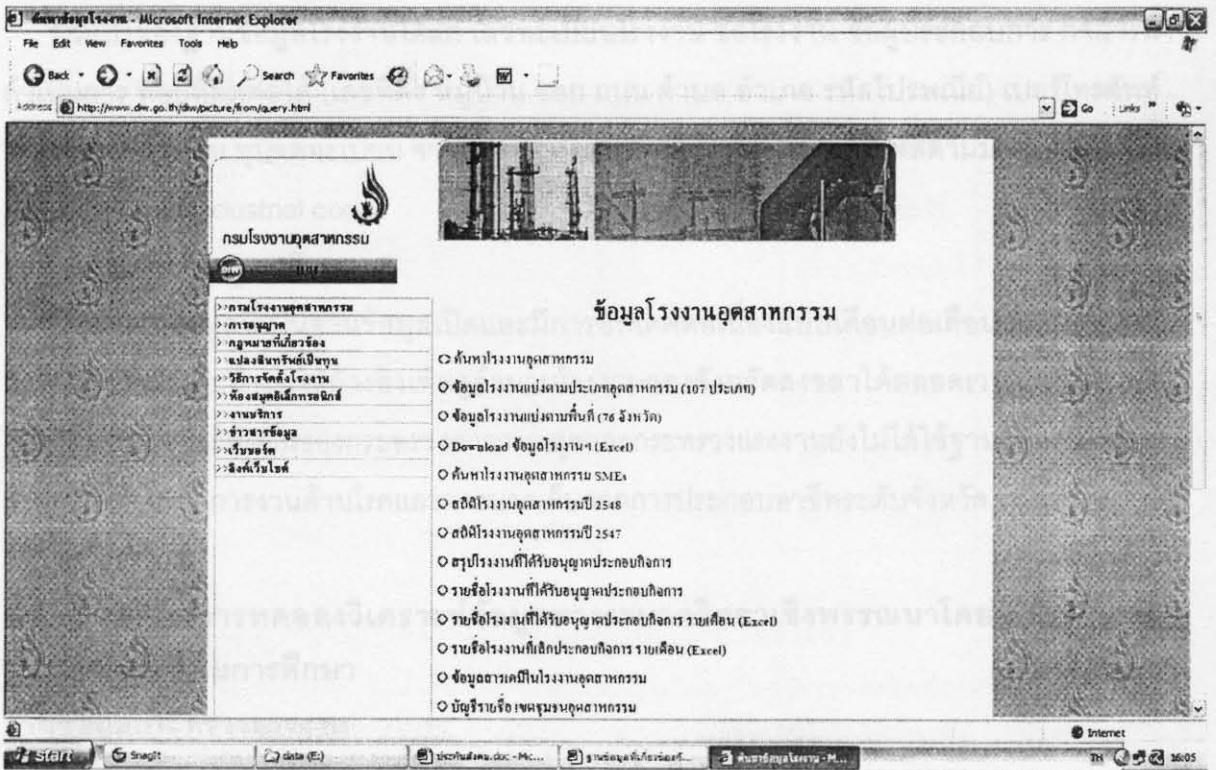 ค้นหาข้อมูลโรงงาน - Microsoft Internet Explorer
File Edit View Favorites Tools Help
Back Search Favorites
Address http://www.diw.go.th/diw/picture/from/query.html Go Links
กรมโรงงานอุตสาหกรรม
DIW
>>กรมโรงงานอุตสาหกรรม
>>การอนุญาต
>>กฎหมายที่เกี่ยวข้อง
>>แปลงสินทรัพย์เป็นทุน
>>วิธีการจัดตั้งโรงงาน
>>ห้องสมุดอิเล็กทรอนิกส์
>>งานบริการ
>>ข่าวสารข้อมูล
>>เว็บบอร์ด
>>ลิงค์เว็บไซต์
ข้อมูลโรงงานอุตสาหกรรม
ค้นหาโรงงานอุตสาหกรรม
ข้อมูลโรงงานแบ่งตามประเภทอุตสาหกรรม (107 ประเภท)
ข้อมูลโรงงานแบ่งตามพื้นที่ (76 จังหวัด)
Download ข้อมูลโรงงานฯ (Excel)
ค้นหาโรงงานอุตสาหกรรม SMEs
สถิติโรงงานอุตสาหกรรมปี 2548
สถิติโรงงานอุตสาหกรรมปี 2547
สรุปโรงงานที่ได้รับอนุญาตประกอบกิจการ
รายชื่อโรงงานที่ได้รับอนุญาตประกอบกิจการ
รายชื่อโรงงานที่ได้รับอนุญาตประกอบกิจการ รายเดือน (Excel)
รายชื่อโรงงานที่เลิกประกอบกิจการ รายเดือน (Excel)
ข้อมูลสารเคมีในโรงงานอุตสาหกรรม
บัญชีรายชื่อ เขตชุมชนอุตสาหกรรม
Internet
start SnagIt data (E:) ประกันสังคม.doc - Mic... ค้นหาข้อมูลโรงงาน - M... TH 16:05